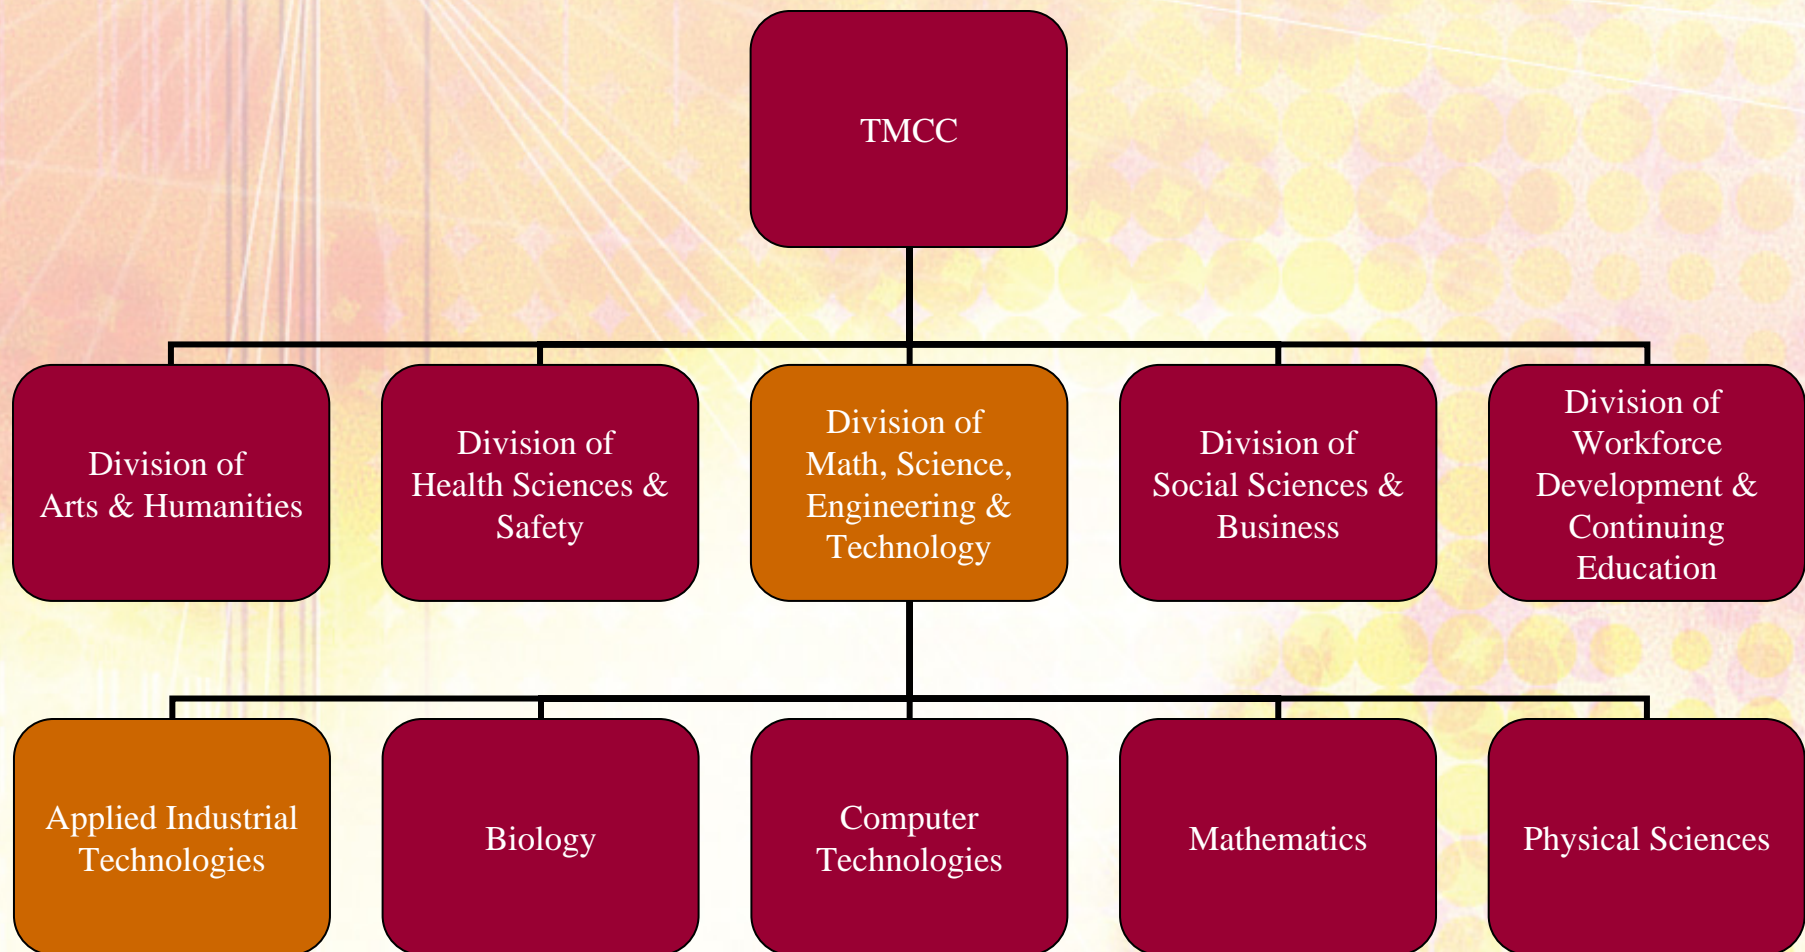 TMCC
Division of
Arts & Humanities
Division of
Health Sciences &
Safety
Division of
Math, Science,
Engineering &
Technology
Division of
Social Sciences &
Business
Division of
Workforce
Development &
Continuing
Education
Applied Industrial
Technologies
Biology
Computer
Technologies
Mathematics
Physical Sciences